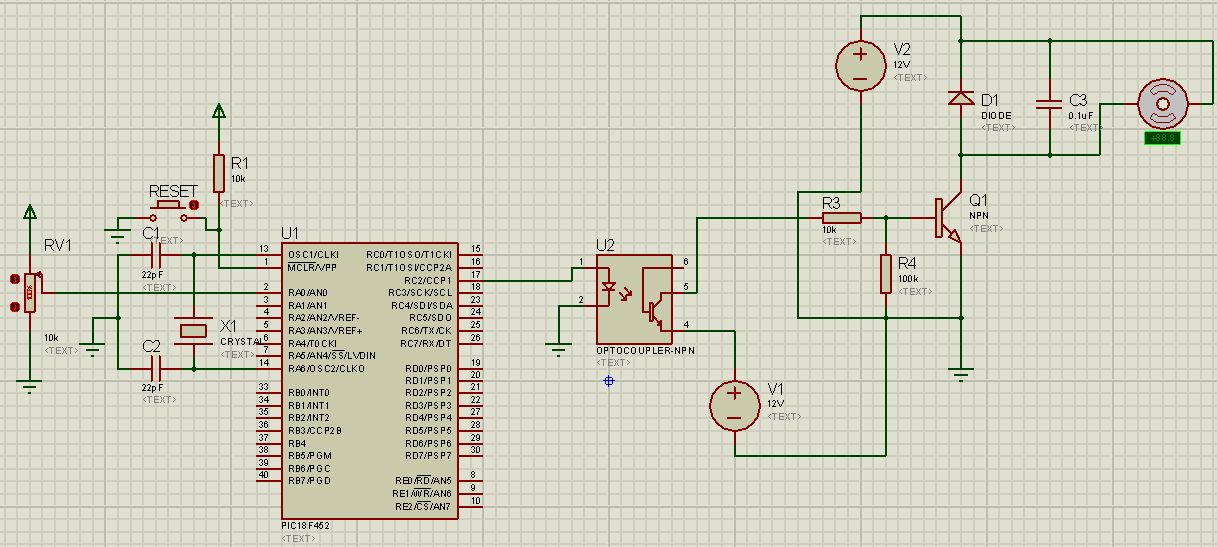 V2
12V
<TEXT>
D1
DIODE
<TEXT>
C3
0.1uF
<TEXT>
+88.8
R1
10k
<TEXT>
RESET
Q1
NPN
<TEXT>
R3
10k
<TEXT>
C1
<TEXT>
22pF
<TEXT>
RV1
100%
10k
<TEXT>
X1
CRYSTAL
<TEXT>
C2
22pF
<TEXT>
U1
13 OSC1/CLKI RC0/T1OSO/T1CKI 15
1 MCLR/VPP RC1/T1OSI/CCP2A 16
RC2/CCP1 17
2 RA0/AN0 RC3/SCK/SCL 18
3 RA1/AN1 RC4/SDI/SDA 23
4 RA2/AN2/VREF- RC5/SDO 24
5 RA3/AN3/VREF+ RC6/TX/CK 25
6 RA4/T0CKI RC7/RX/DT 26
7 RA5/AN4/SS/LVDIN
14 RA6/OSC2/CLKO RD0/PSP0 19
RD1/PSP1 20
33 RB0/INT0 RD2/PSP2 21
34 RB1/INT1 RD3/PSP3 22
35 RB2/INT2 RD4/PSP4 27
36 RB3/CCP2B RD5/PSP5 28
37 RB4 RD6/PSP6 29
38 RB5/PGM RD7/PSP7 30
39 RB6/PGC
40 RB7/PGD RE0/RD/AN5 8
RE1/WR/AN6 9
RE2/CS/AN7 10
PIC18F452
<TEXT>
U2
1
2
6
5
4
OPTOCOUPLER-NPN
<TEXT>
R4
100k
<TEXT>
V1
12V
<TEXT>